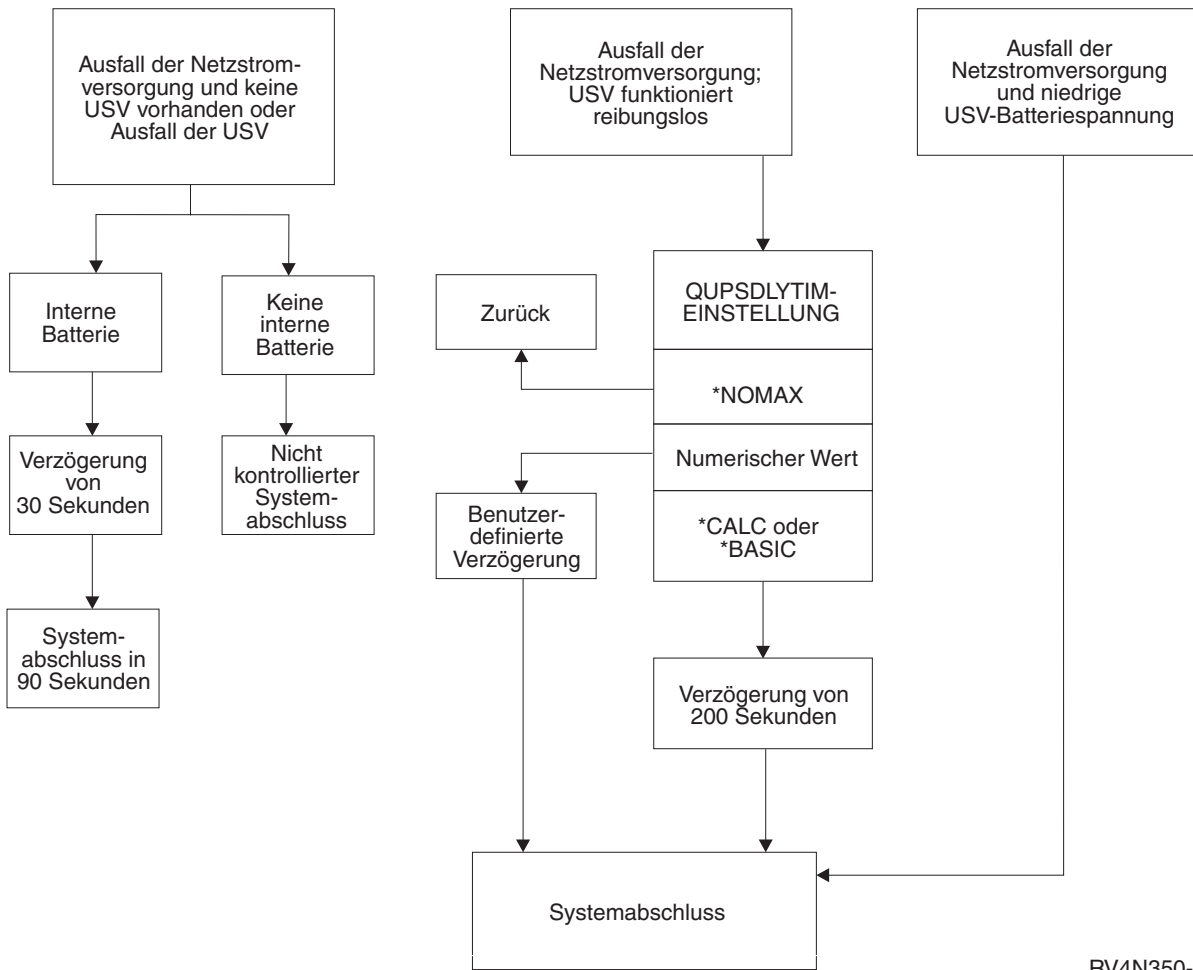 Ausfall der Netzstrom-
versorgung und keine
USV vorhanden oder
Ausfall der USV
Ausfall der
Netzstromversorgung;
USV funktioniert
reibungslos
Ausfall der
Netzstromversorgung
und niedrige
USV-Batteriespannung
Interne
Batterie
Keine
interne
Batterie
Zurück
QUPSDLYTIM-
EINSTELLUNG
*NOMAX
Numerischer Wert
*CALC oder
*BASIC
Verzögerung
von
30 Sekunden
Nicht
kontrollierter
System-
abschluss
Benutzer-
definierte
Verzögerung
System-
abschluss in
90 Sekunden
Verzögerung von
200 Sekunden
Systemabschluss
RV4N350-